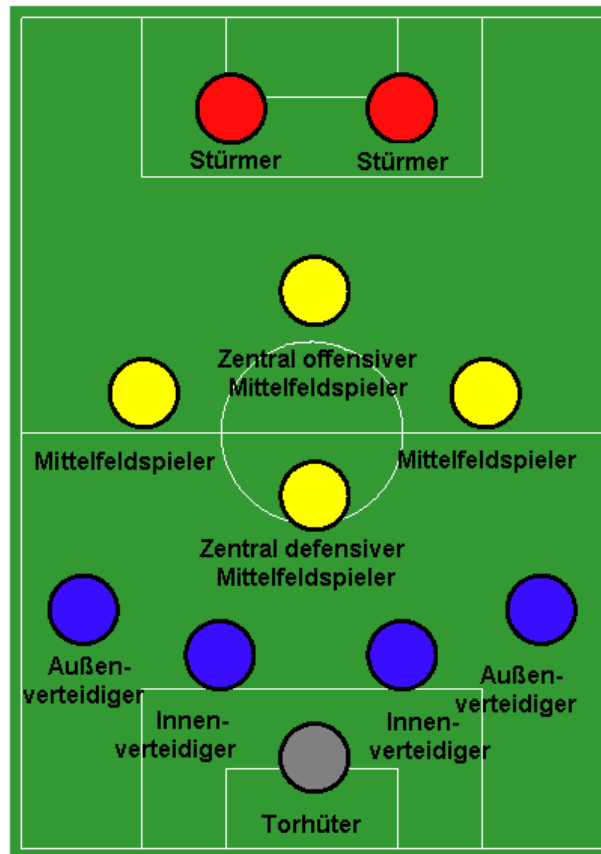 Stürmer
Stürmer
Zentral offensiver
Mittelfeldspieler
Mittelfeldspieler
Mittelfeldspieler
Zentral defensiver
Mittelfeldspieler
Außen-
verteidiger
Außen-
verteidiger
Innen-
verteidiger
Innen-
verteidiger
Torhüter